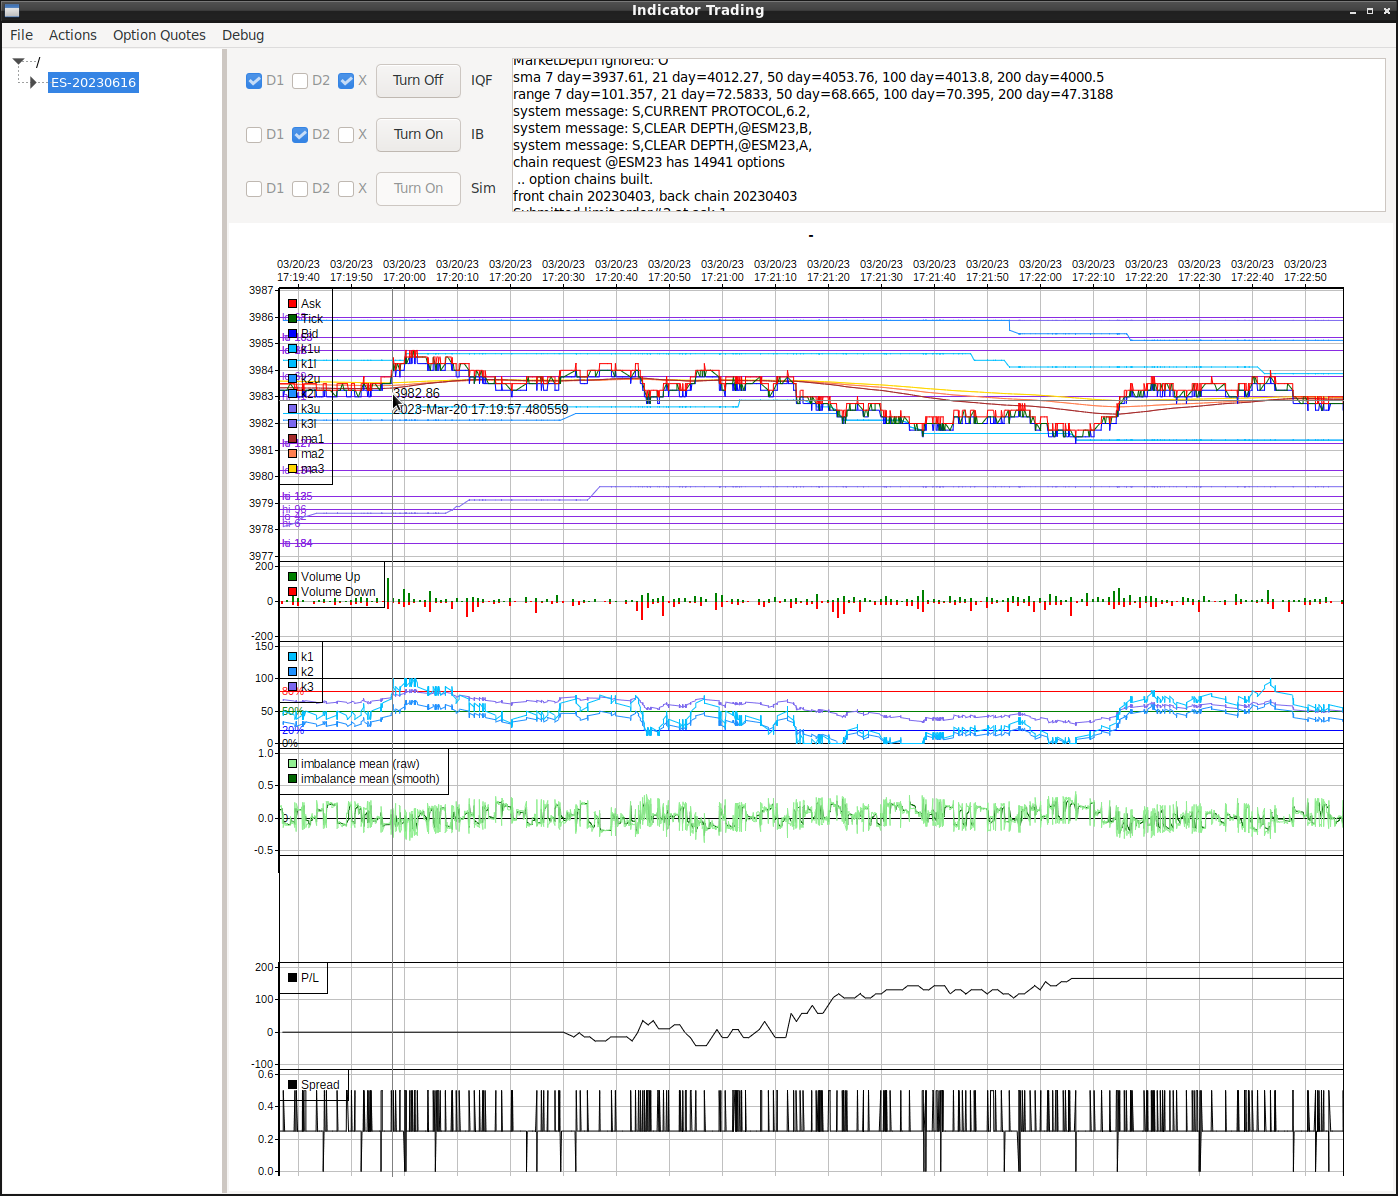 Indicator Trading
File Actions Option Quotes Debug
/
ES-20230616
D1 D2 X Turn Off IQF
D1 D2 X Turn On IB
D1 D2 X Turn On Sim
MarketDepth ignored: O
sma 7 day=3937.61, 21 day=4012.27, 50 day=4053.76, 100 day=4013.8, 200 day=4000.5
range 7 day=101.357, 21 day=72.5833, 50 day=68.665, 100 day=70.395, 200 day=47.3188
system message: S,CURRENT PROTOCOL,6.2,
system message: S,CLEAR DEPTH,@ESM23,B,
system message: S,CLEAR DEPTH,@ESM23,A,
chain request @ESM23 has 14941 options
.. option chains built.
front chain 20230403, back chain 20230403
-
03/20/23 03/20/23 03/20/23 03/20/23 03/20/23 03/20/23 03/20/23 03/20/23 03/20/23 03/20/23 03/20/23 03/20/23 03/20/23 03/20/23 03/20/23 03/20/23 03/20/23 03/20/23 03/20/23 03/20/23
17:19:40 17:19:50 17:20:00 17:20:10 17:20:20 17:20:30 17:20:40 17:20:50 17:21:00 17:21:10 17:21:20 17:21:30 17:21:40 17:21:50 17:22:00 17:22:10 17:22:20 17:22:30 17:22:40 17:22:50
3987
Ask
3986
Tick
Bid
3985
k1u
k1l
3984
k2u
k2l
3983
3982.86
k3u
2023-Mar-20 17:19:57.480559
3982
k3l
ma1
3981
ma2
ma3
3980
hi 135
3979
3978
lo 184
3977
200
Volume Up
Volume Down
0
-200
150
k1
k2
k3
100
80%
50
50%
20%
0
0%
1.0
imbalance mean (raw)
imbalance mean (smooth)
0.5
0.0
-0.5
200
P/L
100
0
-100
0.6
Spread
0.4
0.2
0.0